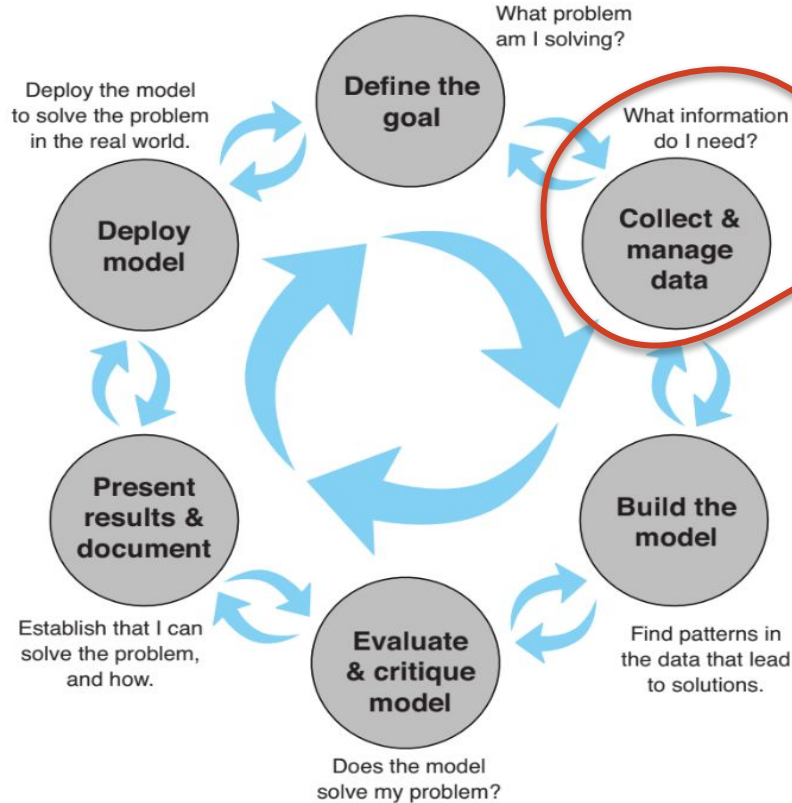 What problem
am I solving?
Define the
goal
What information
do I need?
Collect &
manage
data
Build the
model
Find patterns in
the data that lead
to solutions.
Evaluate
& critique
model
Does the model
solve my problem?
Present
results &
document
Establish that I can
solve the problem,
and how.
Deploy
model
Deploy the model
to solve the problem
in the real world.